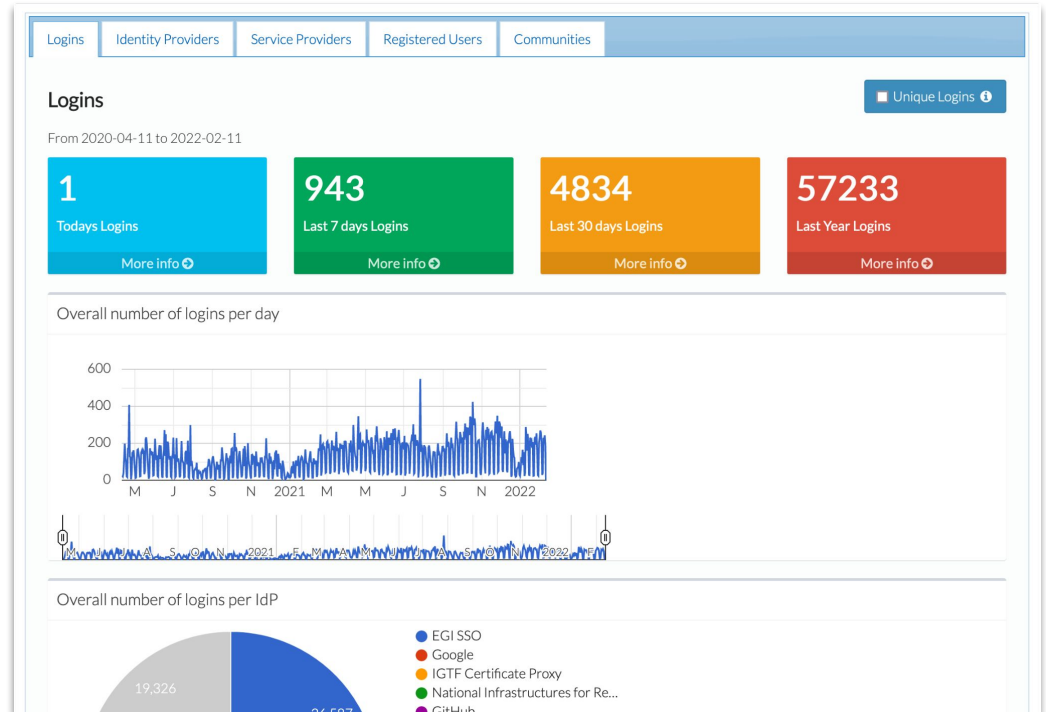 Logins Identity Providers Service Providers Registered Users Communities
Logins
Unique Logins
From 2020-04-11 to 2022-02-11
1 943 4834 57233
Todays Logins Last 7 days Logins Last 30 days Logins Last Year Logins
More info More info More info More info
Overall number of logins per day
600
400
200
0
M J S N 2021 M M J S N 2022
M J J A S O N 2021 F M A M J J A S O N 2022 F
Overall number of logins per IdP
EGI SSO
Google
IGTF Certificate Proxy
National Infrastructures for Re...
GitHub
19,326